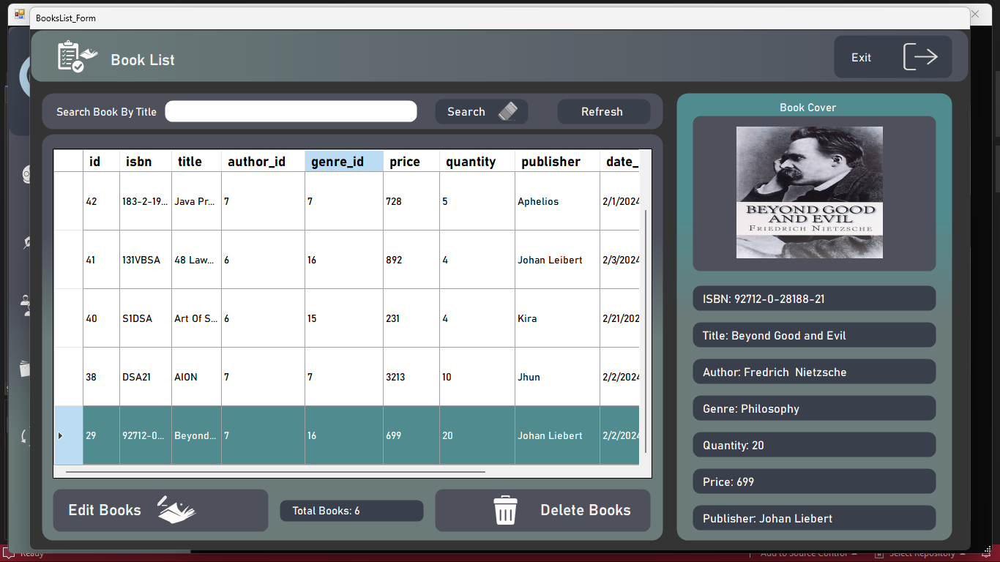 BooksList_Form
Book List
Exit
Search Book By Title
Search
Refresh
id isbn title author_id genre_id price quantity publisher date_
42 183-2-19... Java Pr... 7 7 728 5 Aphelios 2/1/2024
41 131VBSA 48 Law... 6 16 892 4 Johan Leibert 2/3/2024
40 S1DSA Art Of S... 6 15 231 4 Kira 2/21/202
38 DSA21 AION 7 7 3213 10 Jhun 2/2/2024
29 92712-0... Beyond... 7 16 699 20 Johan Liebert 2/2/2024
Edit Books
Total Books: 6
Delete Books
Book Cover
BEYOND GOOD
AND EVIL
FRIEDRICH NIETZSCHE
ISBN: 92712-0-28188-21
Title: Beyond Good and Evil
Author: Fredrich  Nietzsche
Genre: Philosophy
Quantity: 20
Price: 699
Publisher: Johan Liebert
Ready
Add to Source Control
Select Repository